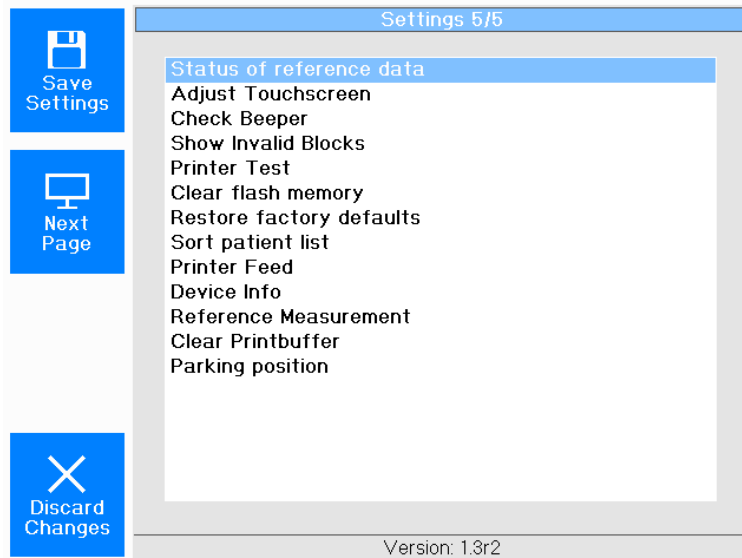 Settings 5/5
Save
Settings
Next
Page
Discard
Changes
Status of reference data
Adjust Touchscreen
Check Beeper
Show Invalid Blocks
Printer Test
Clear flash memory
Restore factory defaults
Sort patient list
Printer Feed
Device Info
Reference Measurement
Clear Printbuffer
Parking position
Version: 1.3r2